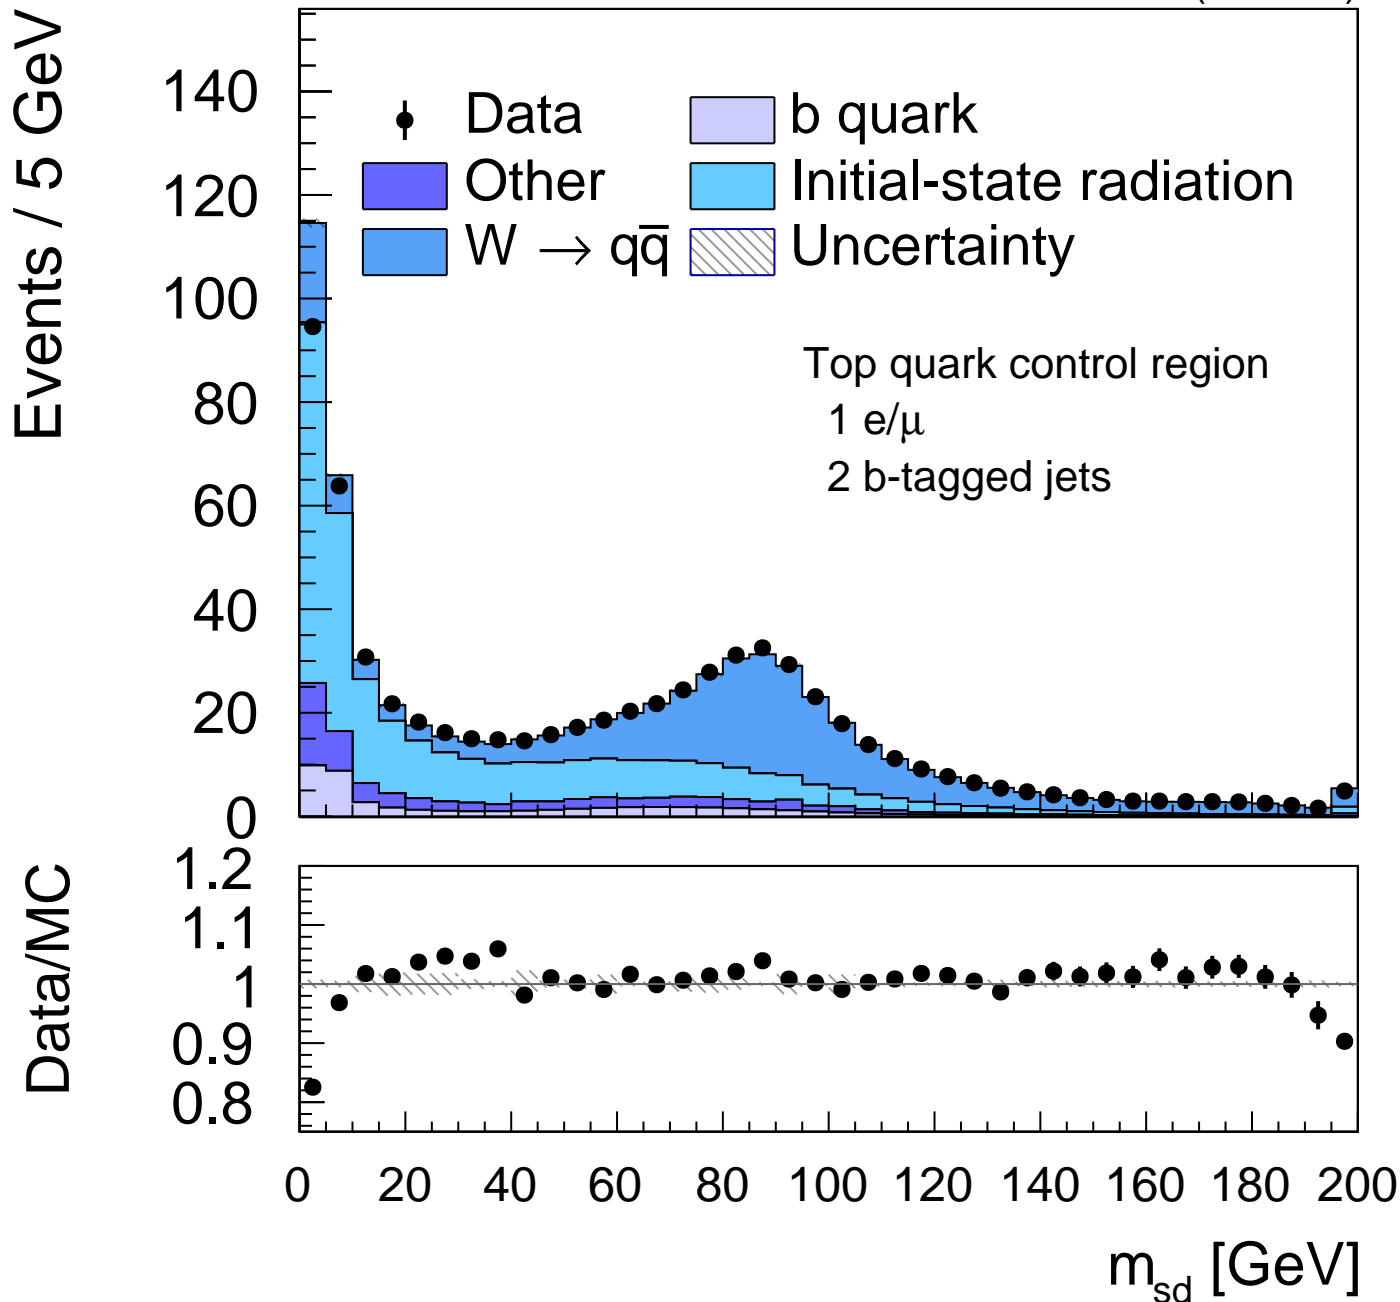 Events / 5 GeV
140
120
100
80
60
40
20
0
Data
b quark
Other
Initial-state radiation
W → qq̅
Uncertainty
Top quark control region
1 e/μ
2 b-tagged jets
Data/MC
1.2
1.1
1
0.9
0.8
0 20 40 60 80 100 120 140 160 180 200
m_sd [GeV]